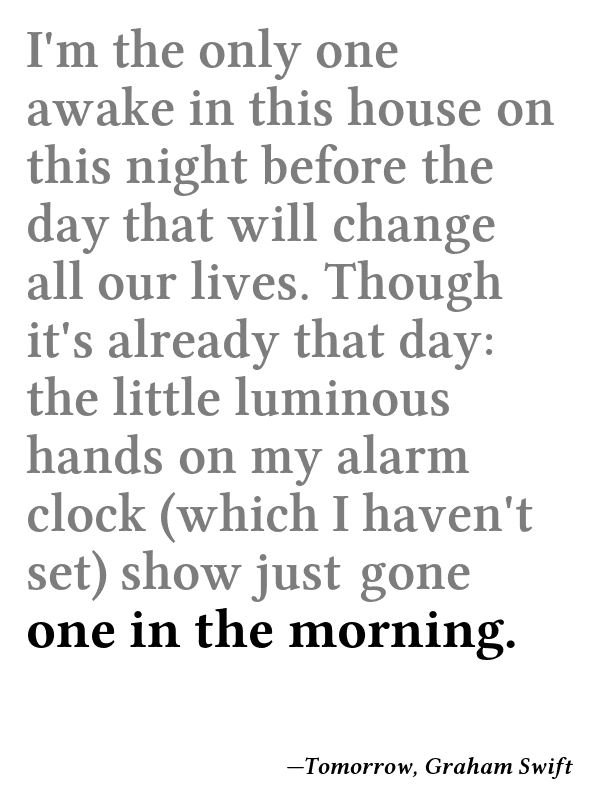 I'm the only one
awake in this house on
this night before the
day that will change
all our lives. Though
it's already that day:
the little luminous
hands on my alarm
clock (which I haven't
set) show just gone
one in the morning.
—Tomorrow, Graham Swift